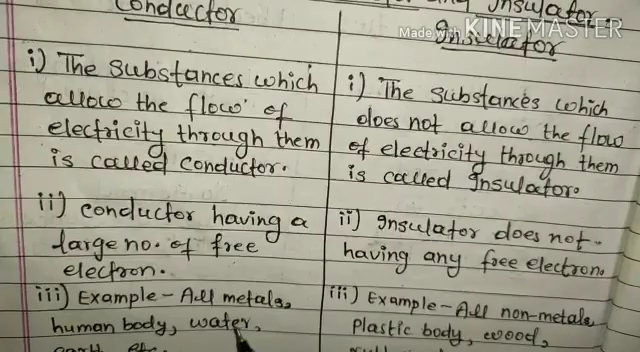 and Insulator.
Made with KINEMASTER
Conductor
i) The substances which
allow the flow of
electricity through them
is called conductor.
ii) conductor having a
large no. of free
electron.
iii) Example - All metals,
human body, water,
etc.
Insulator
i) The substances which
does not allow the flow
of electricity through them
is called Insulator.
ii) Insulator does not.
having any free electron.
iii) Example - All non-metals,
Plastic body, wood,